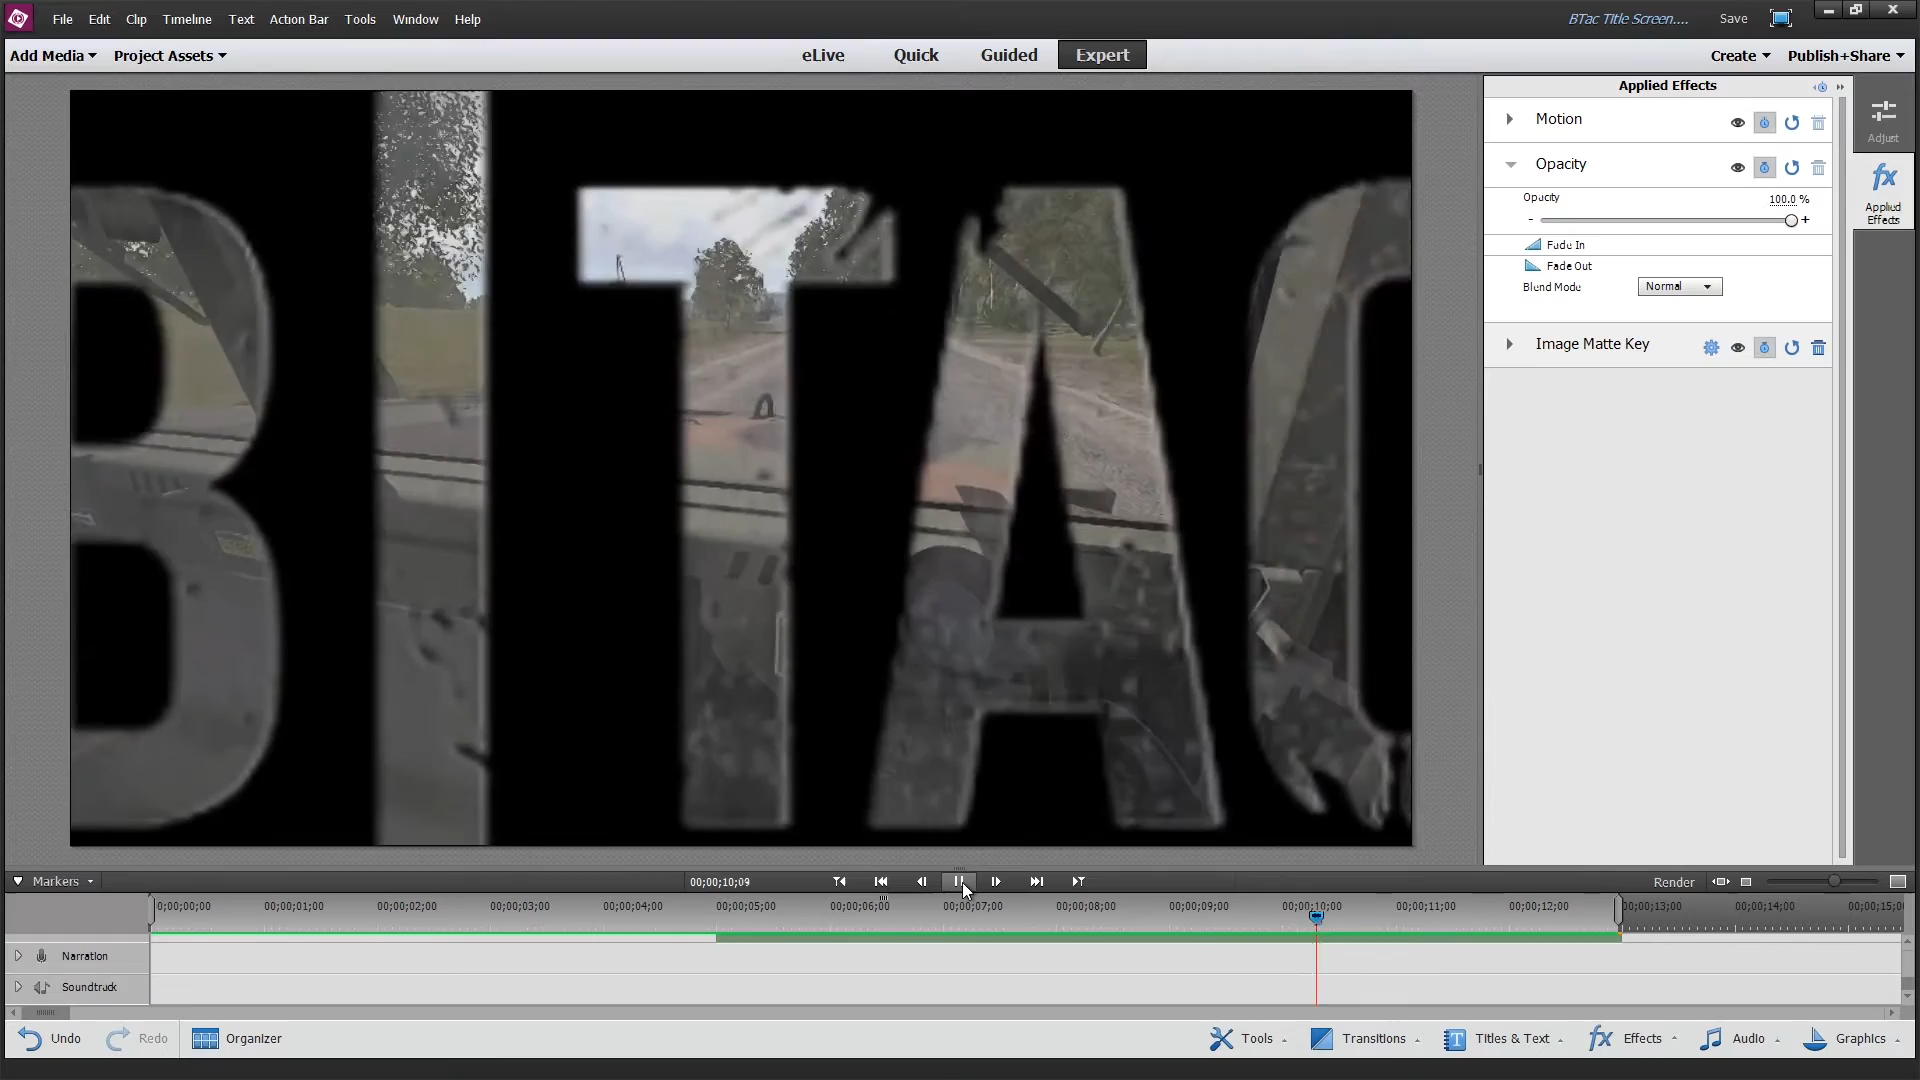 File Edit Clip Timeline Text Action Bar Tools Window Help BTac Title Screen.... Save
Add Media Project Assets eLive Quick Guided Expert Create Publish+Share
Applied Effects
Motion
Opacity
Opacity 100.0 %
- +
Fade In
Fade Out
Blend Mode Normal
Image Matte Key
Adjust
fx
Applied
Effects
BITAC
Markers 00;00;10;09 Render
0;00;00;00 00;00;01;00 00;00;02;00 00;00;03;00 00;00;04;00 00;00;05;00 00;00;06;00 00;00;07;00 00;00;08;00 00;00;09;00 00;00;10;00 00;00;11;00 00;00;12;00 00;00;13;00 00;00;14;00 00;00;15;00
Narration
Soundtrack
Undo Redo Organizer Tools Transitions T Titles & Text fx Effects Audio Graphics